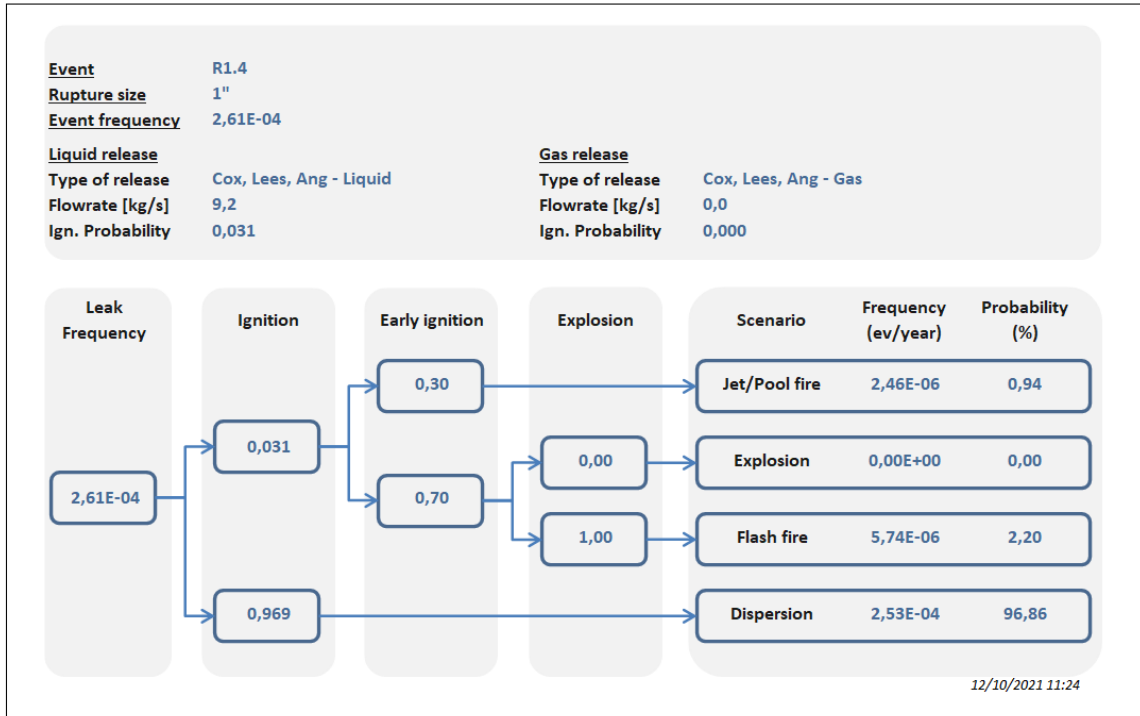 Event R1.4
Rupture size 1"
Event frequency 2,61E-04
Liquid release Gas release
Type of release Cox, Lees, Ang - Liquid Type of release Cox, Lees, Ang - Gas
Flowrate [kg/s] 9,2 Flowrate [kg/s] 0,0
Ign. Probability 0,031 Ign. Probability 0,000
Leak Frequency
Ignition
Early ignition
Explosion
Scenario
Frequency (ev/year)
Probability (%)
0,30
Jet/Pool fire 2,46E-06 0,94
0,031
0,00
Explosion 0,00E+00 0,00
2,61E-04
0,70
1,00
Flash fire 5,74E-06 2,20
0,969
Dispersion 2,53E-04 96,86
12/10/2021 11:24